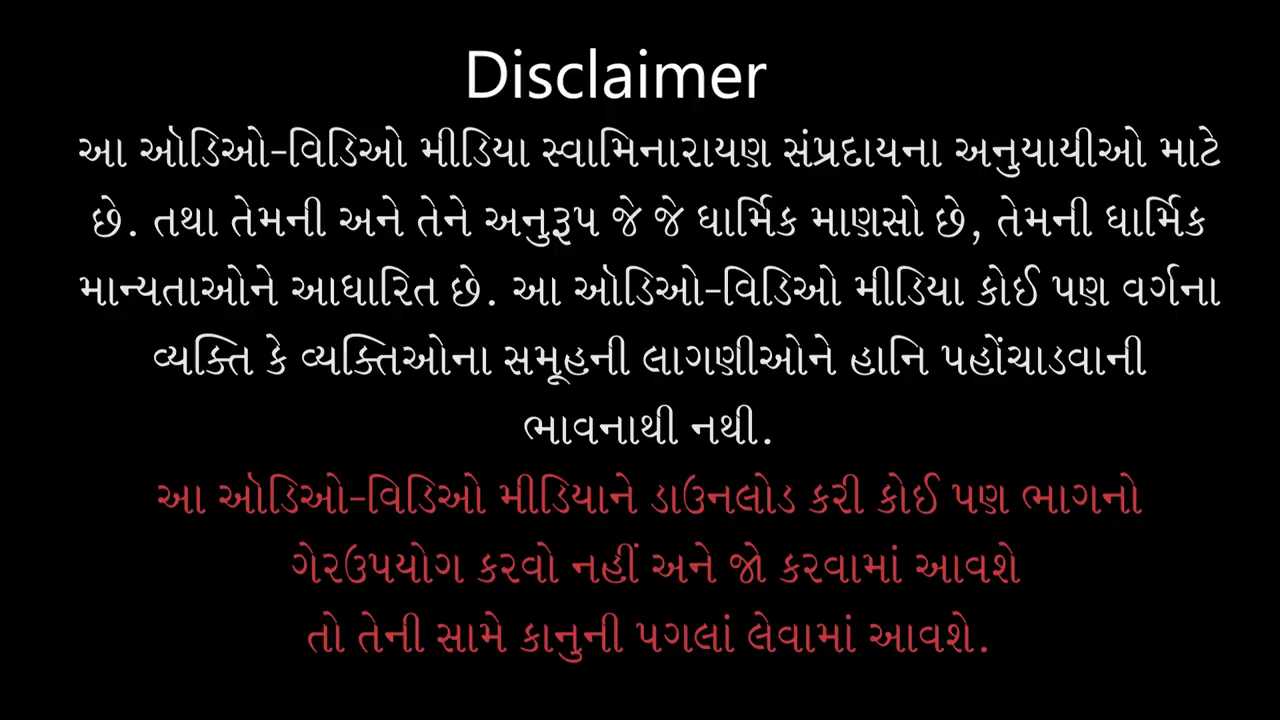 Disclaimer
આ ઑડિઓ-વિડિઓ મીડિયા સ્વામિનારાયણ સંપ્રદાયના અનુયાયીઓ માટે
છે. તથા તેમની અને તેને અનુરૂપ જે જે ધાર્મિક માણસો છે, તેમની ધાર્મિક
માન્યતાઓને આધારિત છે. આ ઑડિઓ-વિડિઓ મીડિયા કોઈ પણ વર્ગના
વ્યક્તિ કે વ્યક્તિઓના સમૂહની લાગણીઓને હાનિ પહોંચાડવાની
ભાવનાથી નથી.
આ ઑડિઓ-વિડિઓ મીડિયાને ડાઉનલોડ કરી કોઈ પણ ભાગનો
ગેરઉપયોગ કરવો નહીં અને જો કરવામાં આવશે
તો તેની સામે કાનુની પગલાં લેવામાં આવશે.